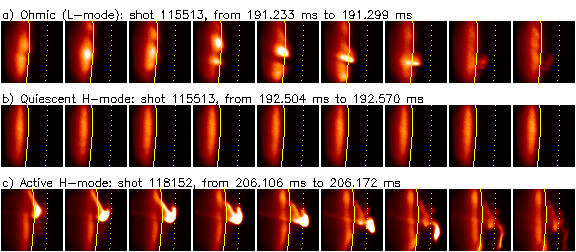 a) Ohmic (L-mode): shot 115513, from 191.233 ms to 191.299 ms
b) Quiescent H-mode: shot 115513, from 192.504 ms to 192.570 ms
c) Active H-mode: shot 118152, from 206.106 ms to 206.172 ms